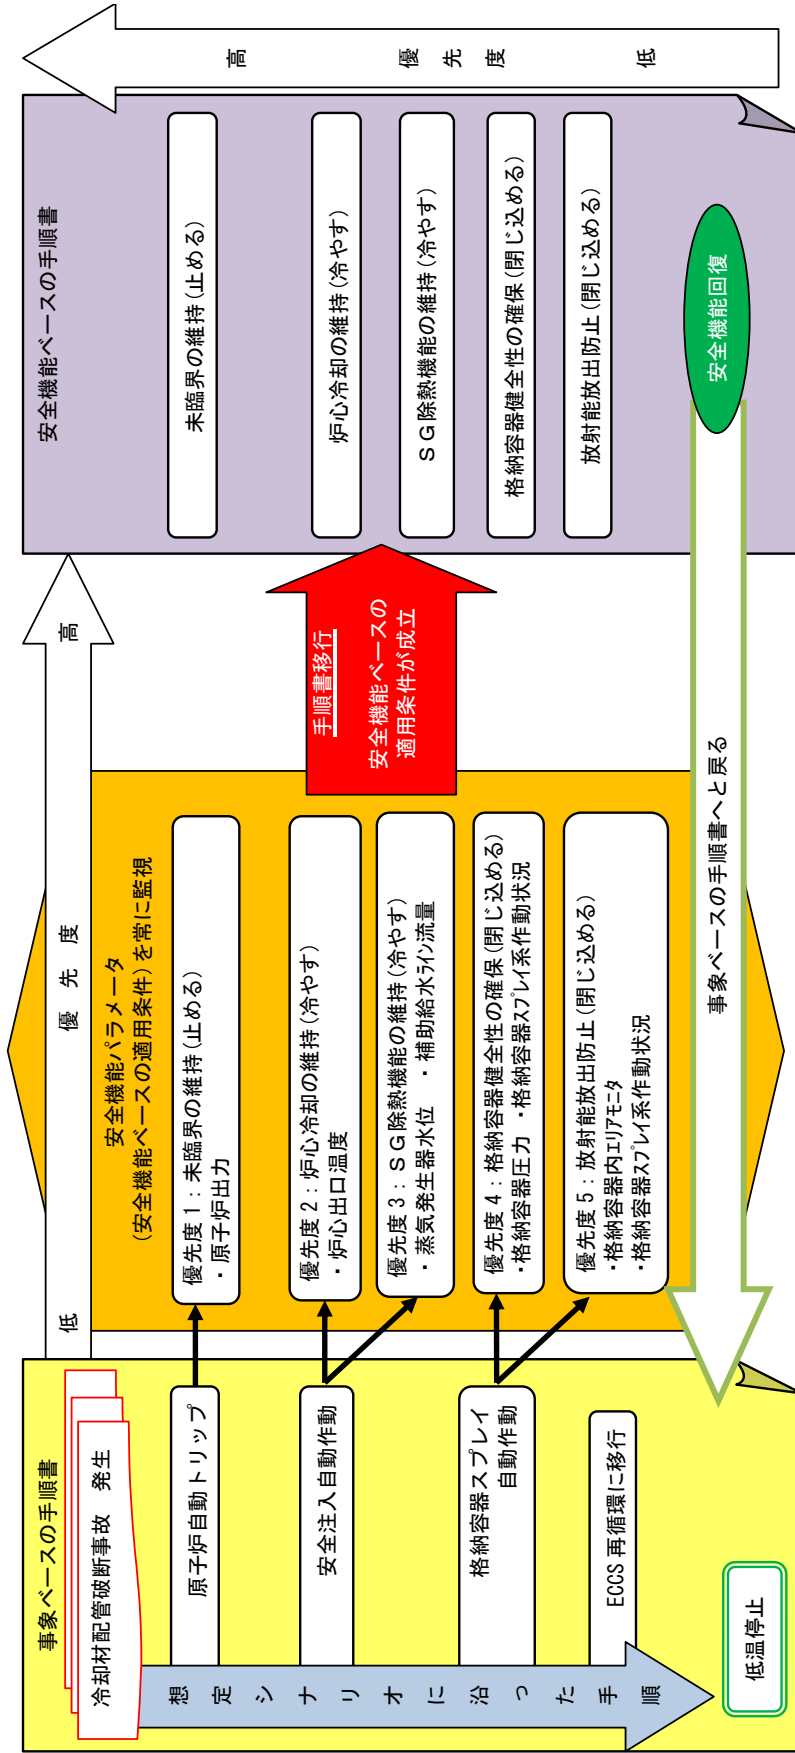 事象ベースの手順書
冷却材配管破断事故 発生
原子炉自動トリップ
安全注入自動作動
格納容器スプレイ
自動作動
ECCS 再循環に移行
想定シナリオに沿った手順
低温停止
低 優先度 高
安全機能パラメータ
(安全機能ベースの適用条件)を常に監視
優先度1：未臨界の維持(止める)
・原子炉出力
優先度2：炉心冷却の維持(冷やす)
・炉心出口温度
優先度3：ＳＧ除熱機能の維持(冷やす)
・蒸気発生器水位 ・補助給水ﾗｲﾝ流量
優先度4：格納容器健全性の確保(閉じ込める)
・格納容器圧力 ・格納容器ｽﾌﾟﾚｲ系作動状況
優先度5：放射能放出防止(閉じ込める)
・格納容器内ｴﾘｱﾓﾆﾀ
・格納容器ｽﾌﾟﾚｲ系作動状況
手順書移行
安全機能ベースの
適用条件が成立
安全機能ベースの手順書
未臨界の維持(止める)
炉心冷却の維持(冷やす)
ＳＧ除熱機能の維持(冷やす)
格納容器健全性の確保(閉じ込める)
放射能放出防止(閉じ込める)
安全機能回復
事象ベースの手順書へと戻る
高 優先度 低